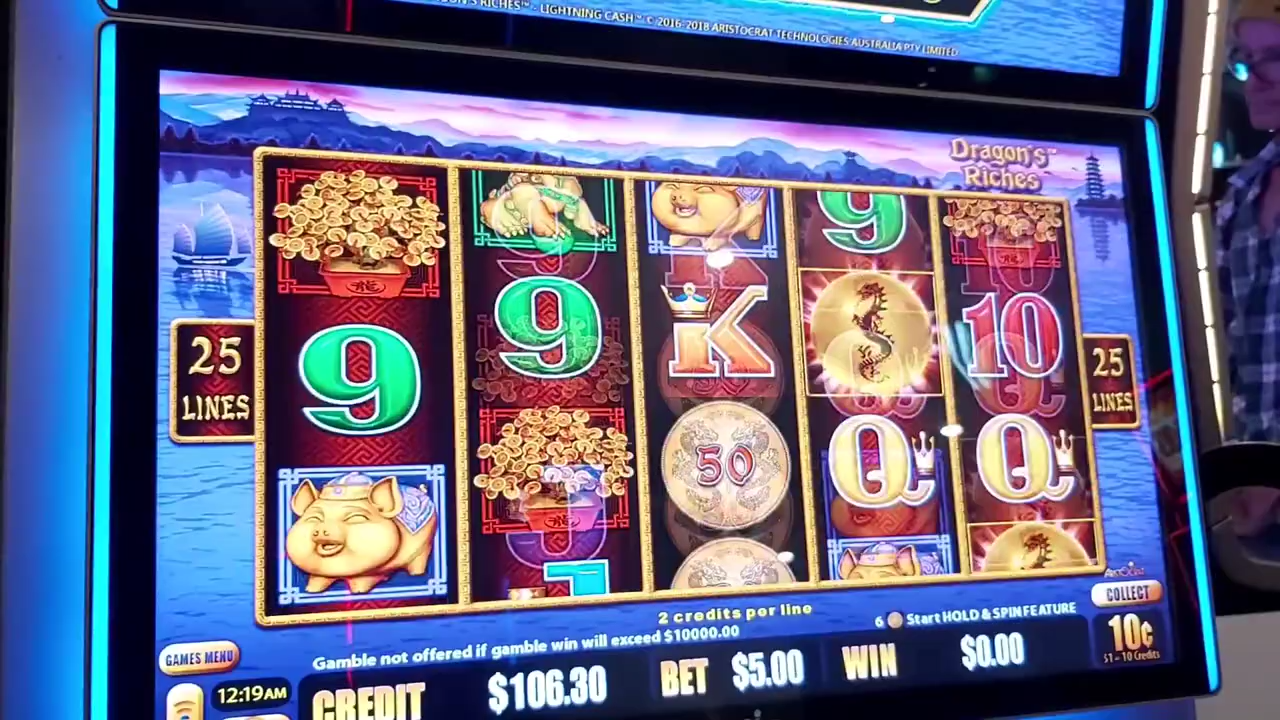 DRAGON'S RICHES™ - LIGHTNING CASH™ © 2016-2018 ARISTOCRAT TECHNOLOGIES AUSTRALIA PTY LIMITED
Dragon's™
Riches
9
9
K
10
25
LINES
9
25
LINES
50
Q
Q
J
2 credits per line
6
Start HOLD & SPIN FEATURE
COLLECT
Gamble not offered if gamble win will exceed $10000.00
GAMES MENU
10¢
$1 = 10 Credits
12:19AM
CREDIT
$106.30
BET
$5.00
WIN
$0.00